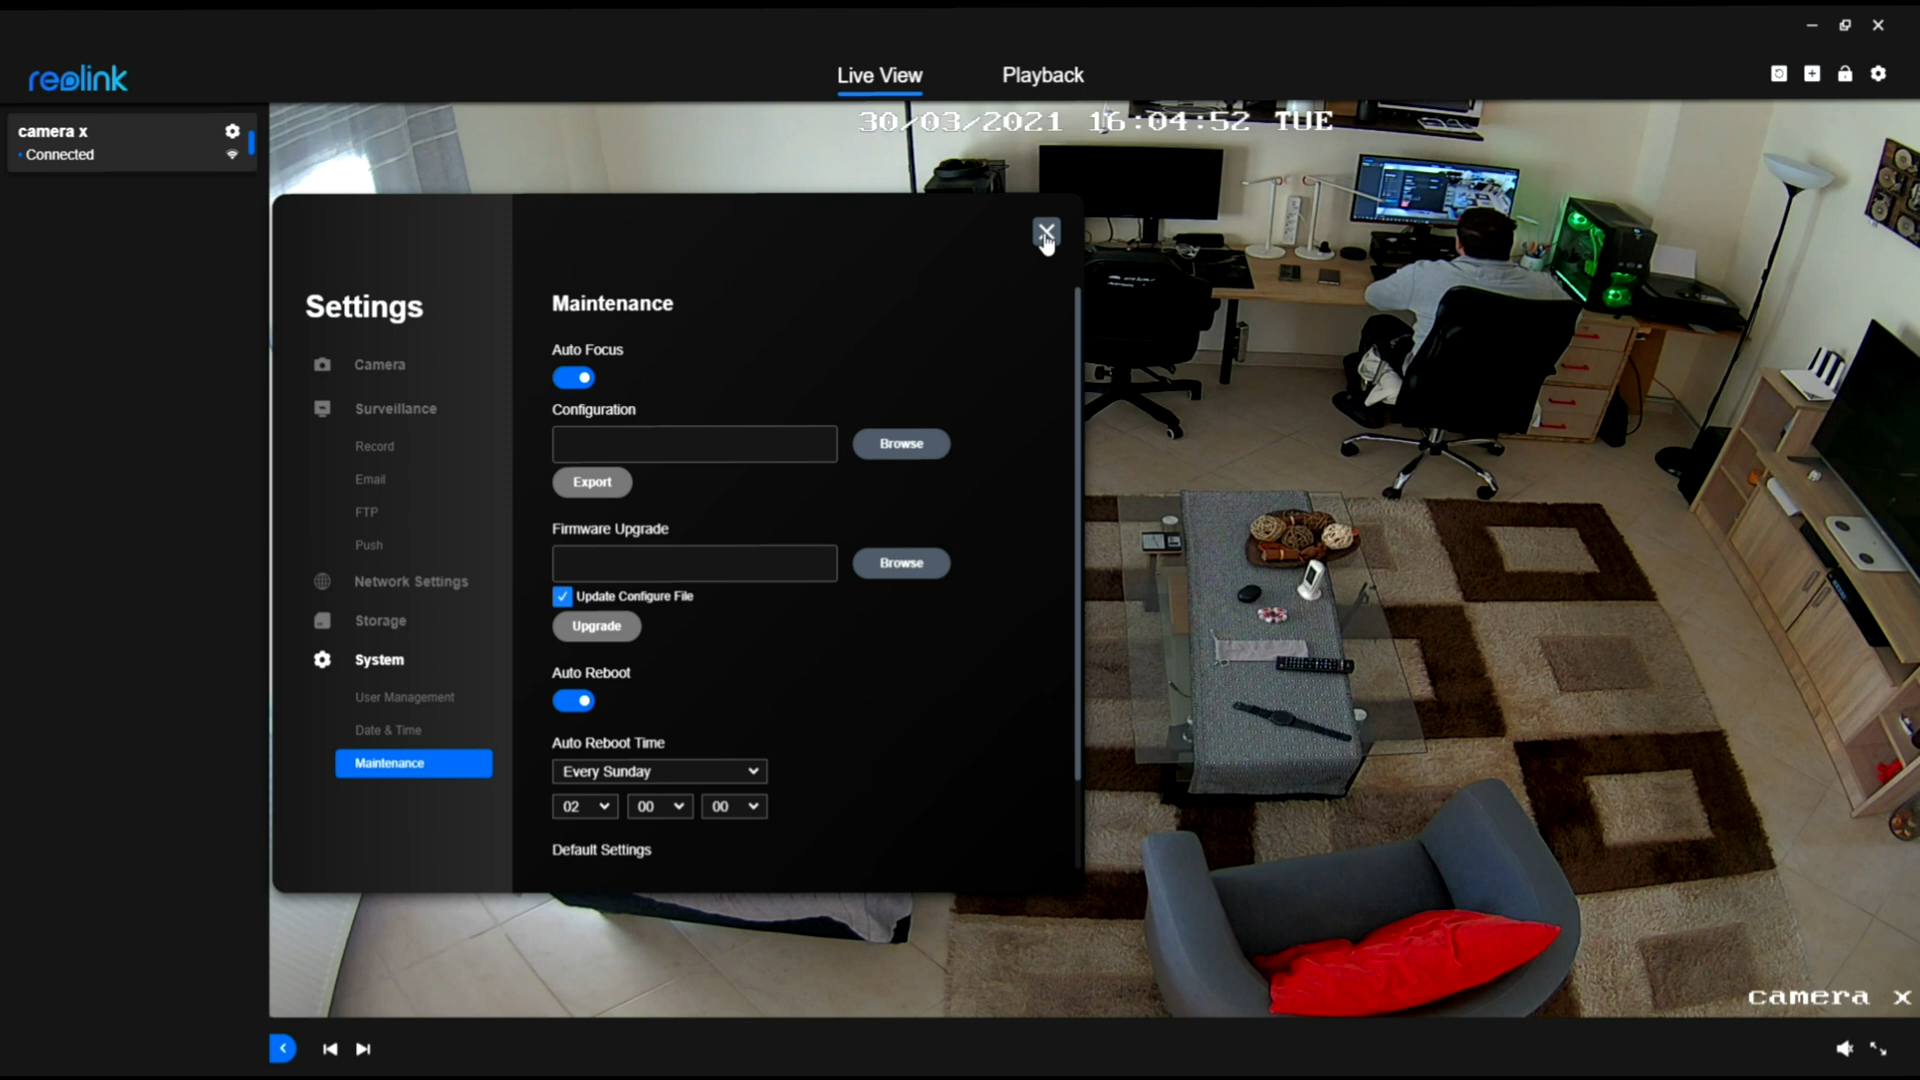 reolink
Live View
Playback
camera x
Connected
30/03/2021 16:04:52 TUE
Settings
Camera
Surveillance
Record
Email
FTP
Push
Network Settings
Storage
System
User Management
Date & Time
Maintenance
Maintenance
Auto Focus
Configuration
Browse
Export
Firmware Upgrade
Browse
Update Configure File
Upgrade
Auto Reboot
Auto Reboot Time
Every Sunday
02 00 00
Default Settings
camera x